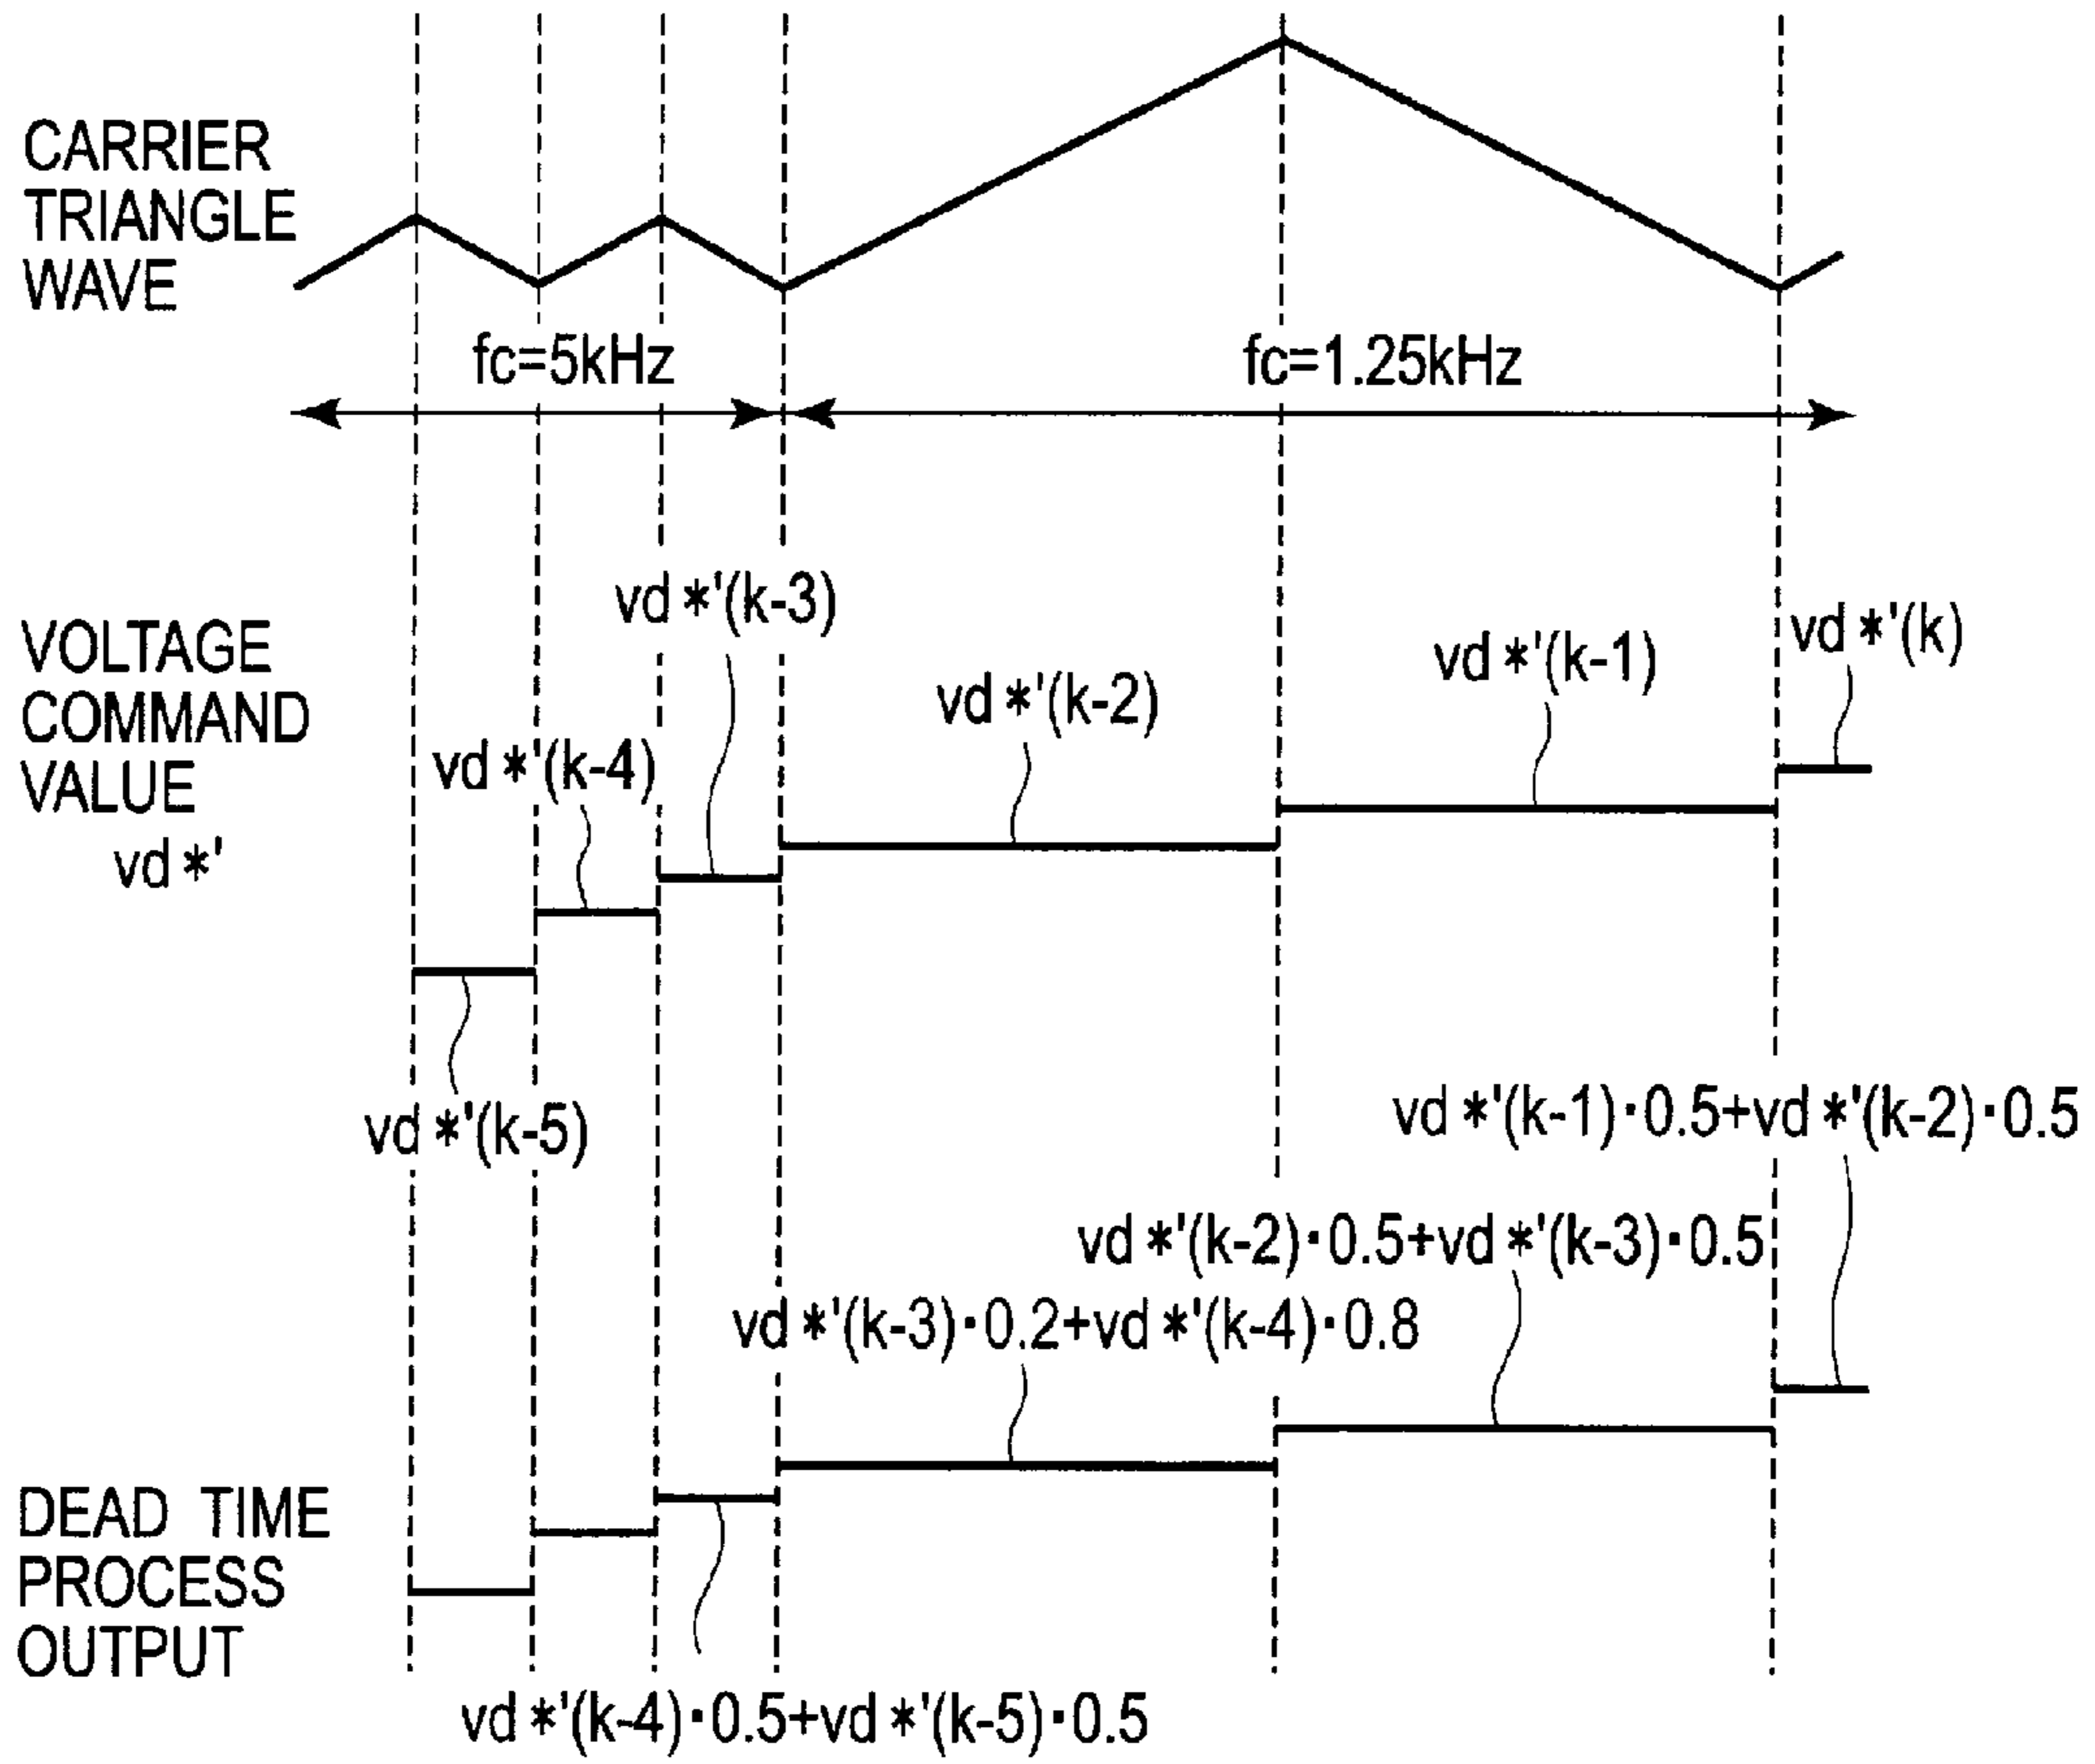 CARRIER
TRIANGLE
WAVE
fc=5kHz
fc=1.25kHz
VOLTAGE
COMMAND
VALUE
vd*'
vd*'(k-3)
vd*'(k)
vd*'(k-1)
vd*'(k-2)
vd*'(k-4)
vd*'(k-5)
vd*'(k-1)·0.5+vd*'(k-2)·0.5
vd*'(k-2)·0.5+vd*'(k-3)·0.5
vd*'(k-3)·0.2+vd*'(k-4)·0.8
DEAD TIME
PROCESS
OUTPUT
vd*'(k-4)·0.5+vd*'(k-5)·0.5